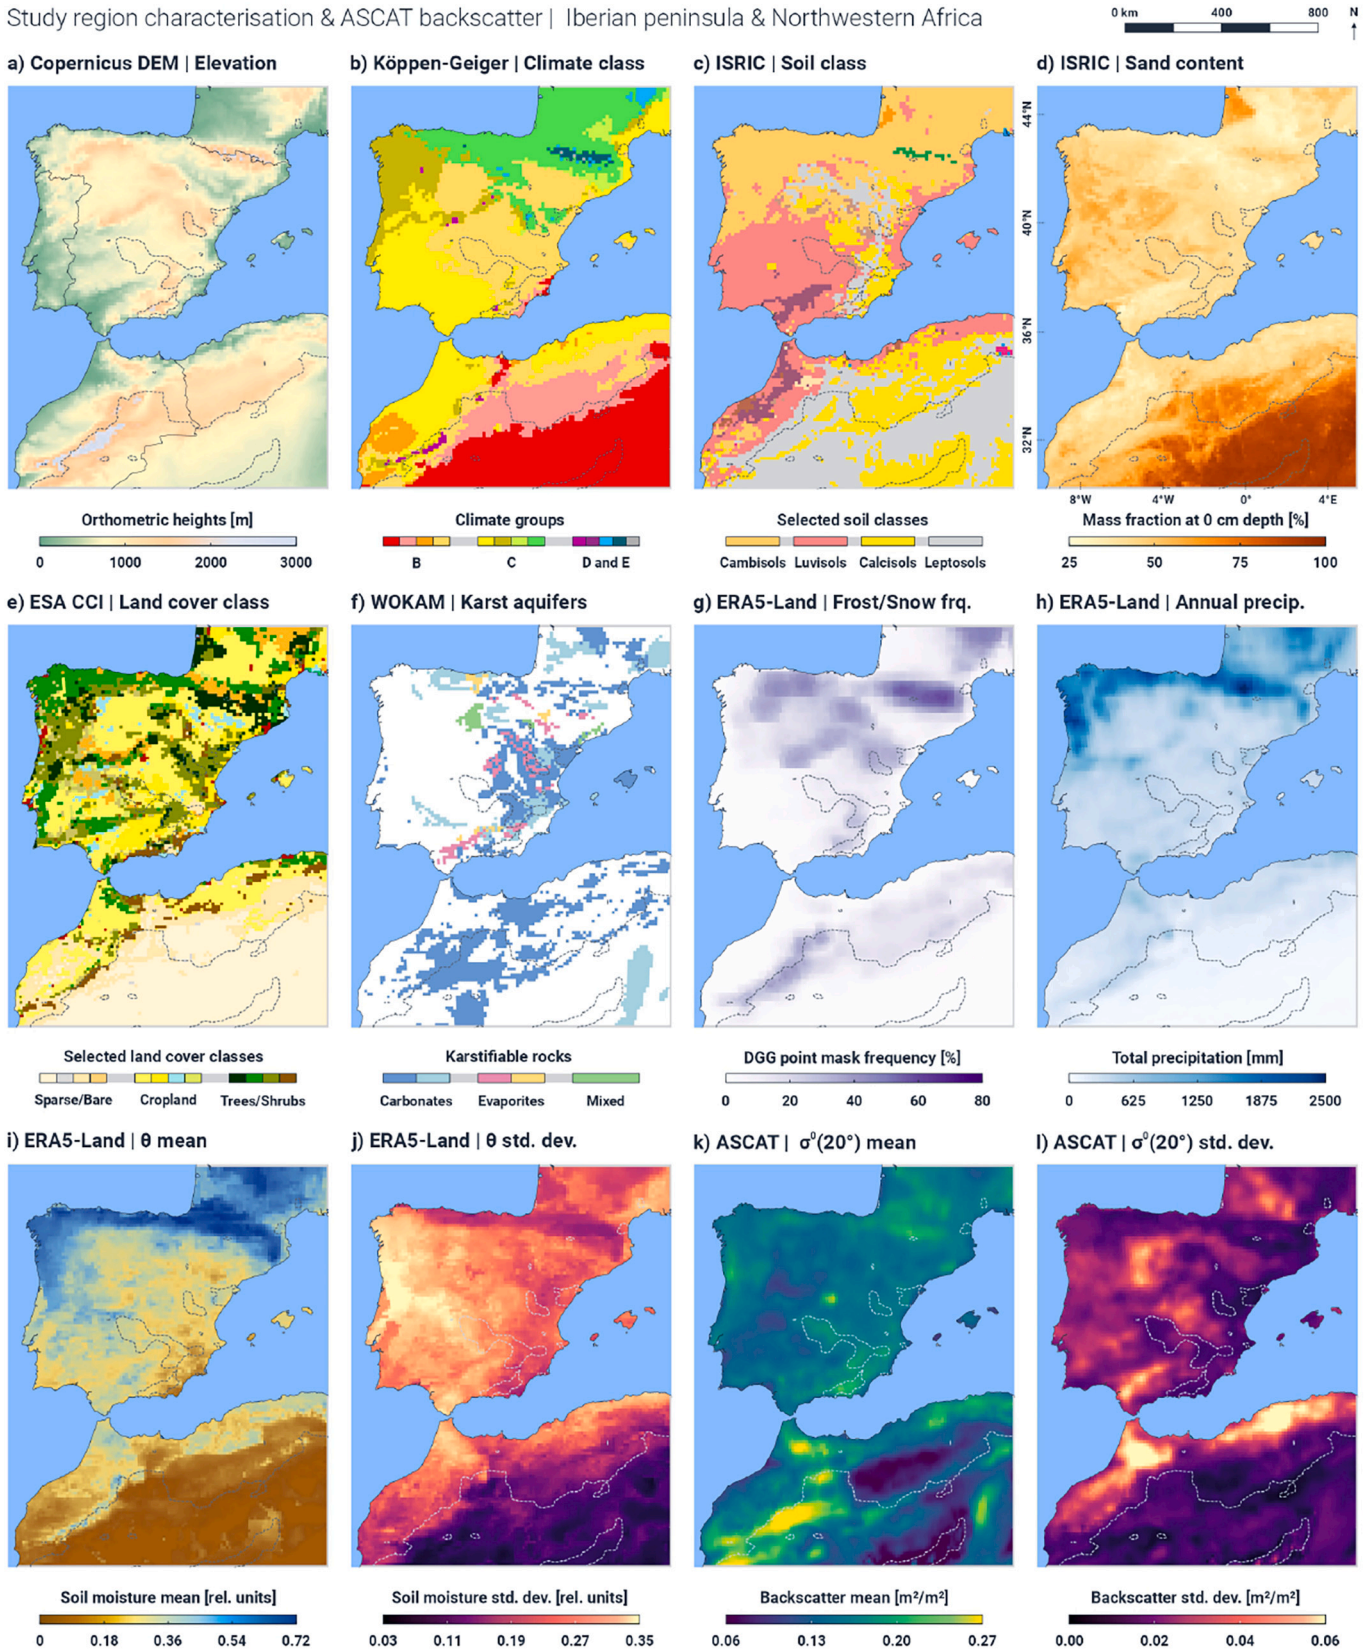 Study region characterisation & ASCAT backscatter | Iberian peninsula & Northwestern Africa
0 km 400 800 N
a) Copernicus DEM | Elevation
b) Köppen-Geiger | Climate class
c) ISRIC | Soil class
d) ISRIC | Sand content
44°N
40°N
36°N
32°N
8°W 4°W 0° 4°E
Orthometric heights [m]
0 1000 2000 3000
Climate groups
B C D and E
Selected soil classes
Cambisols Luvisols Calcisols Leptosols
Mass fraction at 0 cm depth [%]
25 50 75 100
e) ESA CCI | Land cover class
f) WOKAM | Karst aquifers
g) ERA5-Land | Frost/Snow frq.
h) ERA5-Land | Annual precip.
Selected land cover classes
Sparse/Bare Cropland Trees/Shrubs
Karstifiable rocks
Carbonates Evaporites Mixed
DGG point mask frequency [%]
0 20 40 60 80
Total precipitation [mm]
0 625 1250 1875 2500
i) ERA5-Land | θ mean
j) ERA5-Land | θ std. dev.
k) ASCAT | σ⁰(20°) mean
l) ASCAT | σ⁰(20°) std. dev.
Soil moisture mean [rel. units]
0 0.18 0.36 0.54 0.72
Soil moisture std. dev. [rel. units]
0.03 0.11 0.19 0.27 0.35
Backscatter mean [m²/m²]
0.06 0.13 0.20 0.27
Backscatter std. dev. [m²/m²]
0.00 0.02 0.04 0.06